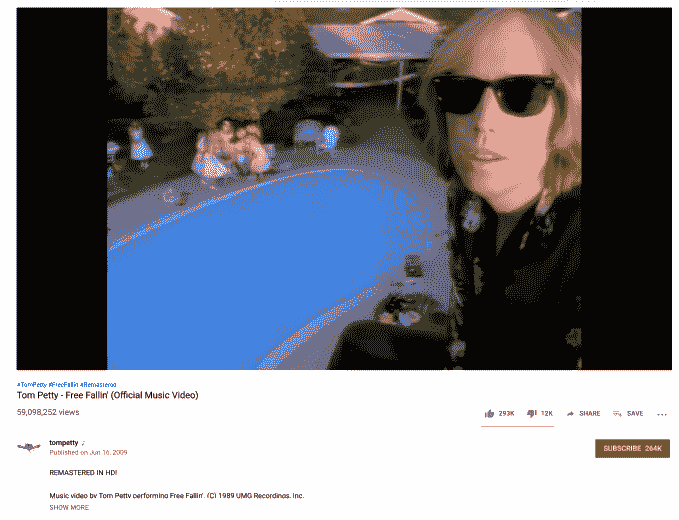 #TomPetty #FreeFallin #Remastered
Tom Petty - Free Fallin' (Official Music Video)
59,098,252 views
293K 12K SHARE SAVE ...
tompetty ♪
Published on Jun 16, 2009
SUBSCRIBE 264K
REMASTERED IN HD!
Music video by Tom Petty performing Free Fallin'. (C) 1989 UMG Recordings, Inc.
SHOW MORE